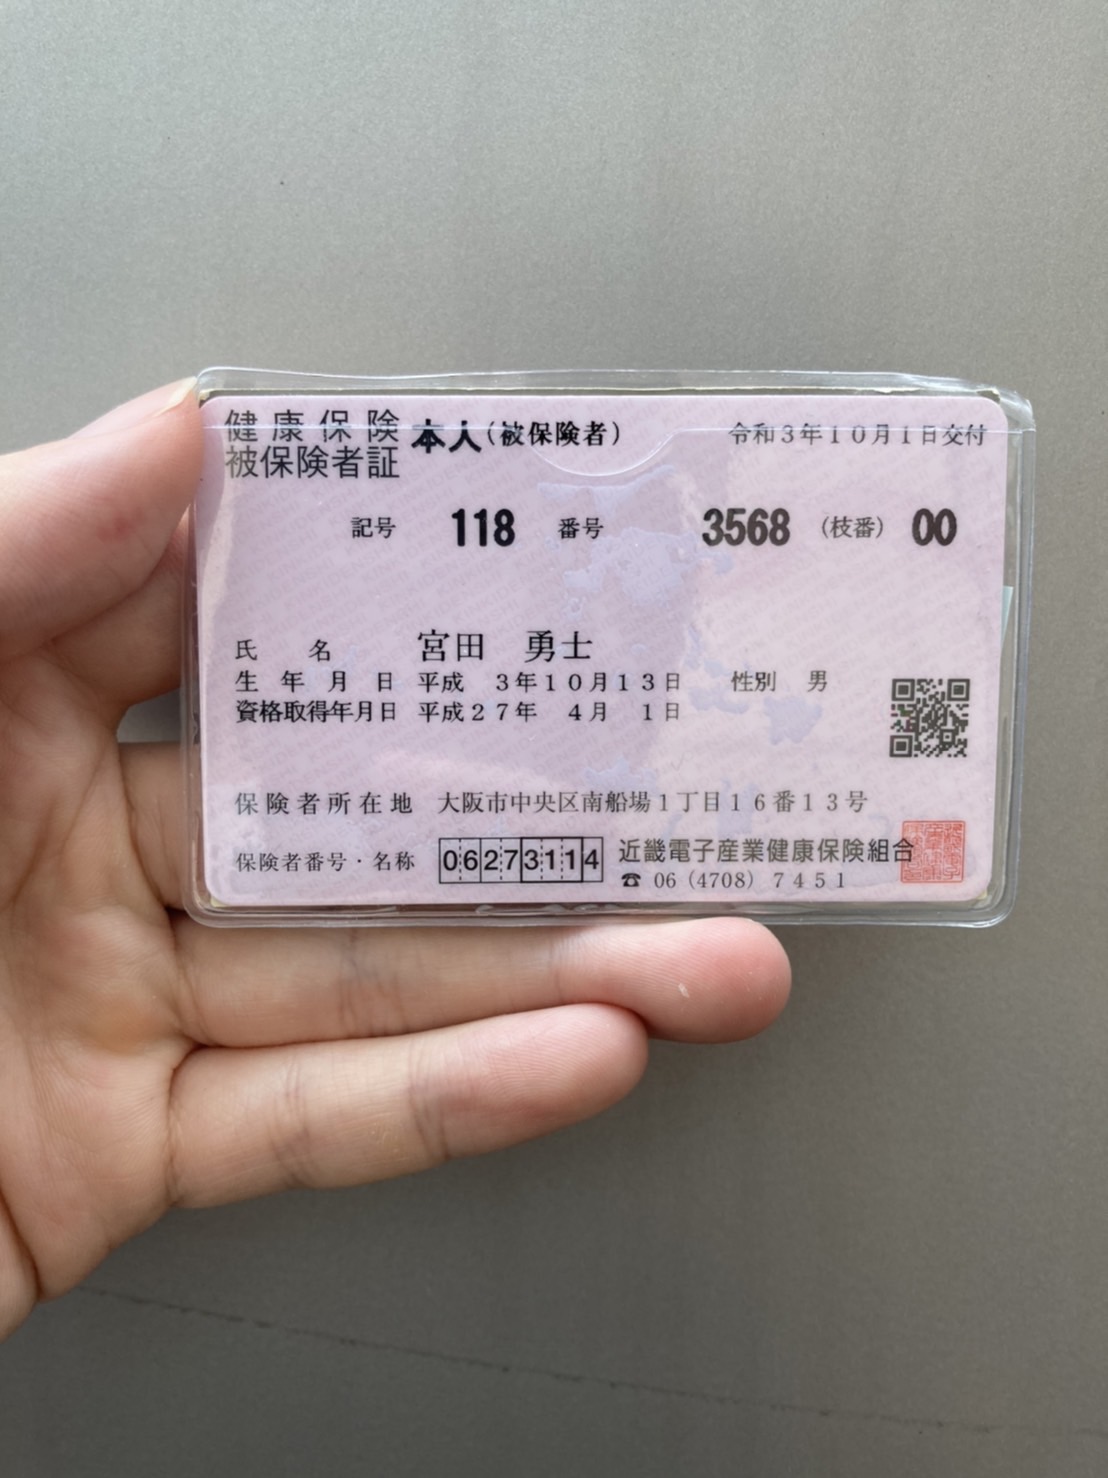 健康保険 本人(被保険者) 令和3年10月1日交付
被保険者証
記号 118 番号 3568 (枝番) 00
氏名 宮田 勇士
生年月日 平成 3年10月13日 性別 男
資格取得年月日 平成27年 4月 1日
保険者所在地 大阪市中央区南船場1丁目16番13号
保険者番号・名称 06273114 近畿電子産業健康保険組合
☎ 06(4708)7451